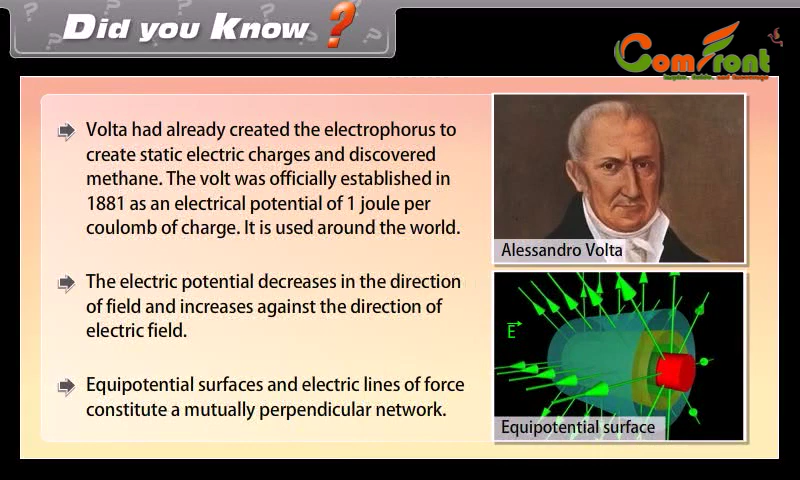 Did you Know ?
ComFront
Volta had already created the electrophorus to
create static electric charges and discovered
methane. The volt was officially established in
1881 as an electrical potential of 1 joule per
coulomb of charge. It is used around the world.
Alessandro Volta
The electric potential decreases in the direction
of field and increases against the direction of
electric field.
E
Equipotential surfaces and electric lines of force
constitute a mutually perpendicular network.
Equipotential surface